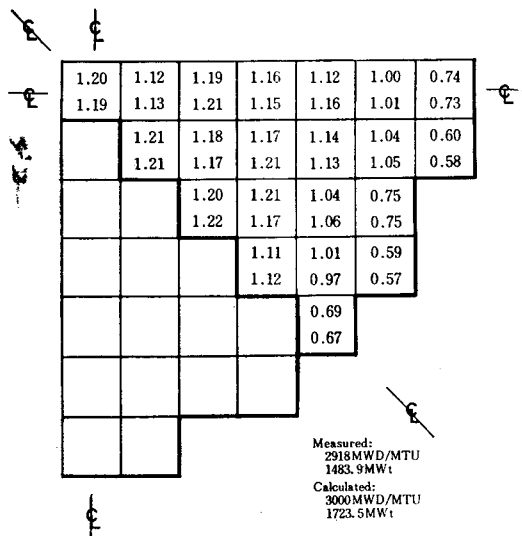 ℄ ℄
℄ ℄
1.20 1.12 1.19 1.16 1.12 1.00 0.74
1.19 1.13 1.21 1.15 1.16 1.01 0.73
1.21 1.18 1.17 1.14 1.04 0.60
1.21 1.17 1.21 1.13 1.05 0.58
1.20 1.21 1.04 0.75
1.22 1.17 1.06 0.75
1.11 1.01 0.59
1.12 0.97 0.57
0.69
0.67
℄
Measured:
2918MWD/MTU
1483.9MWt
Calculated:
3000MWD/MTU
1723.5MWt
℄